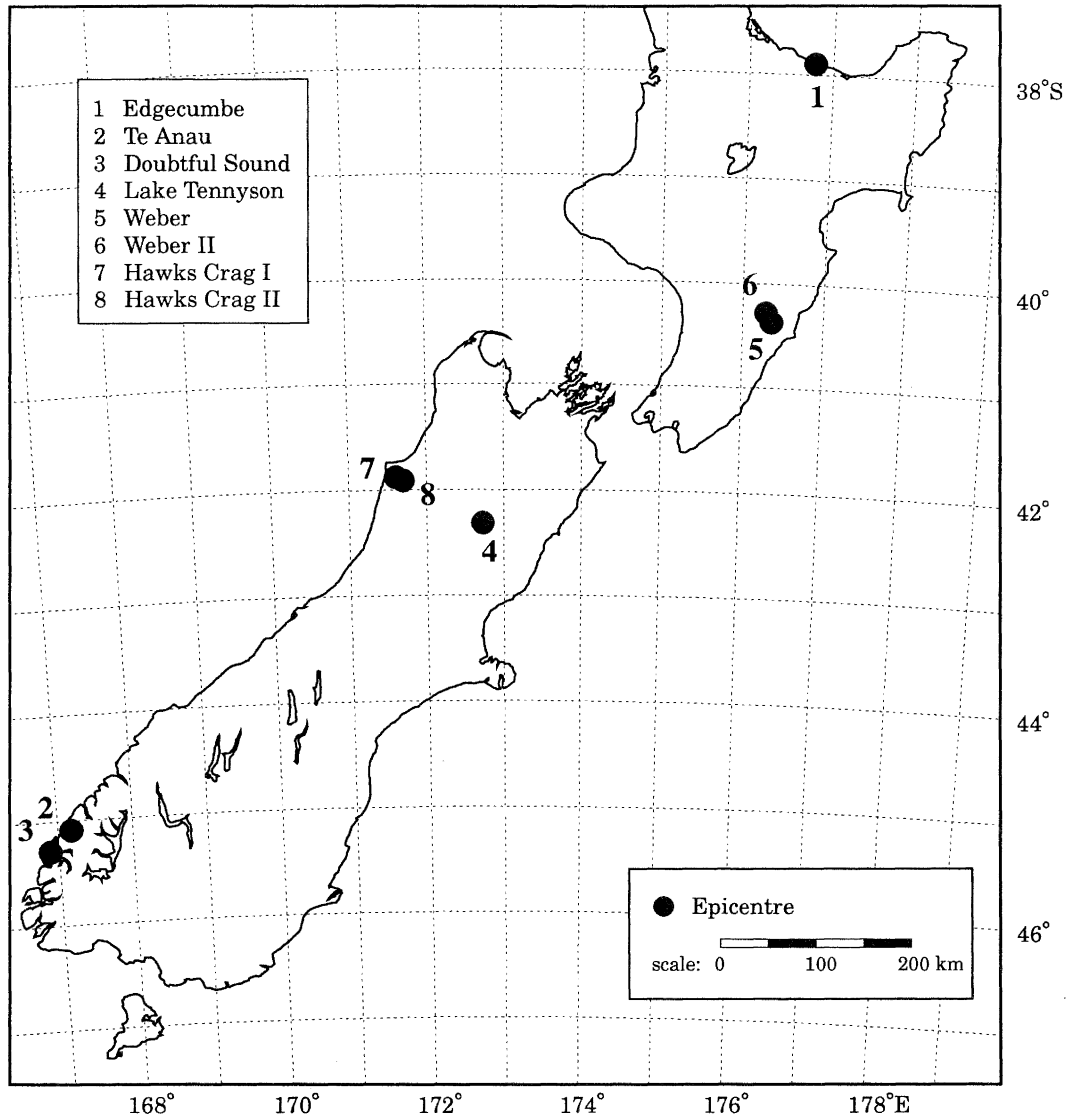 1 Edgecumbe
2 Te Anau
3 Doubtful Sound
4 Lake Tennyson
5 Weber
6 Weber II
7 Hawks Crag I
8 Hawks Crag II
1
38°S
6
40°
5
7
8
42°
4
44°
2
3
Epicentre
46°
scale: 0 100 200 km
168° 170° 172° 174° 176° 178°E